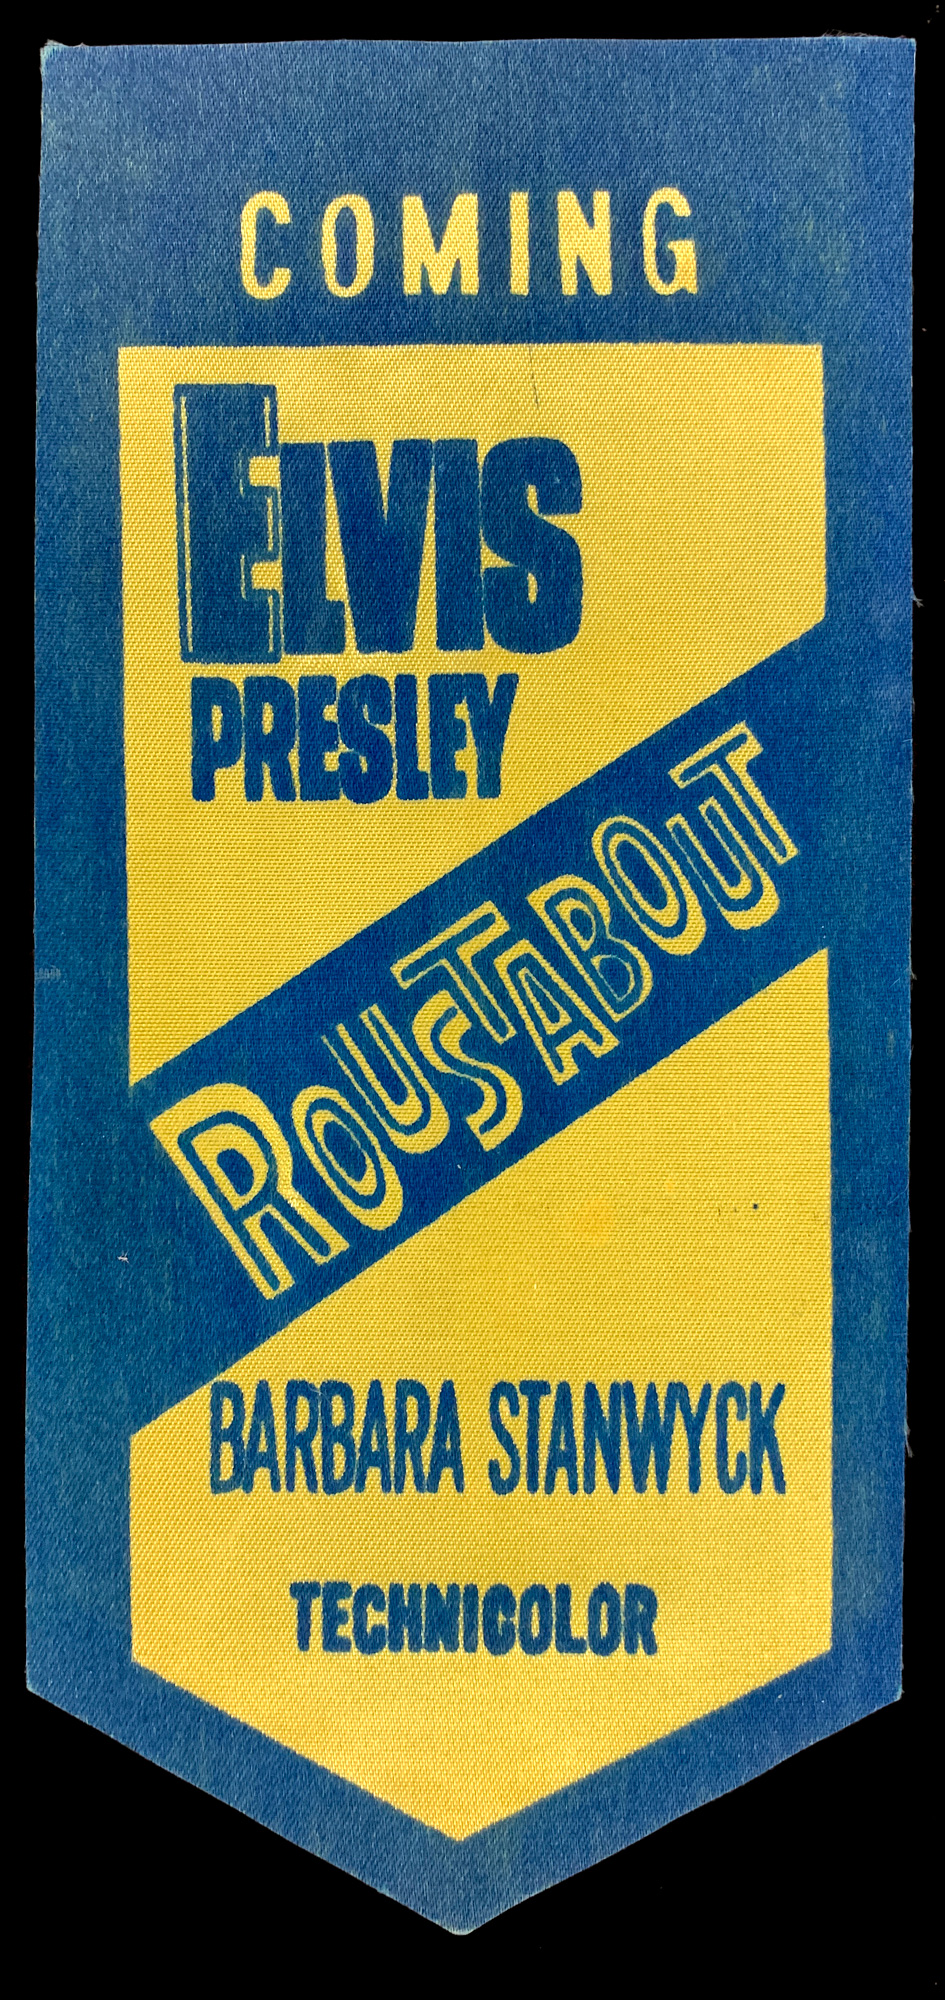 COMING
ELVIS
PRESLEY
ROUSTABOUT
BARBARA STANWYCK
TECHNICOLOR